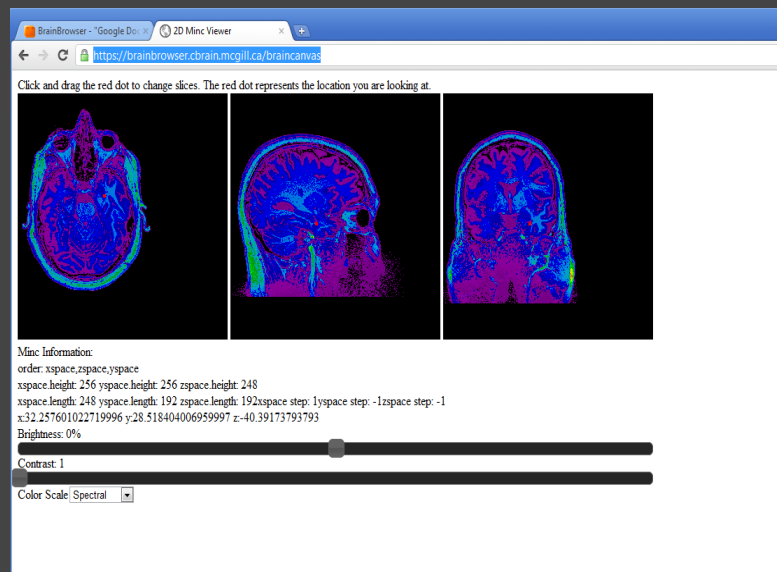 BrainBrowser - "Google Do
2D Minc Viewer
https://brainbrowser.cbrain.mcgill.ca/braincanvas
Click and drag the red dot to change slices. The red dot represents the location you are looking at.
Minc Information:
order: xspace,zspace,yspace
xspace.height: 256 yspace.height: 256 zspace.height: 248
xspace.length: 248 yspace.length: 192 zspace.length: 192xspace step: 1yspace step: -1zspace step: -1
x:32.257601022719996 y:28.518404006959997 z:-40.39173793793
Brightness: 0%
Contrast: 1
Color Scale Spectral